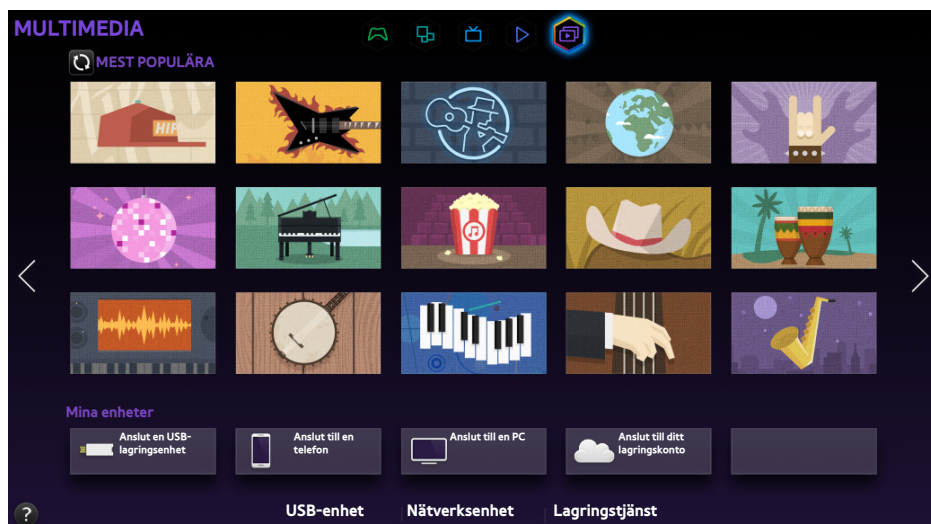 MULTIMEDIA
MEST POPULÄRA
HIP
Mina enheter
Anslut en USB-
lagringsenhet
Anslut till en
telefon
Anslut till en PC
Anslut till ditt
lagringskonto
?
USB-enhet
Nätverksenhet
Lagringstjänst